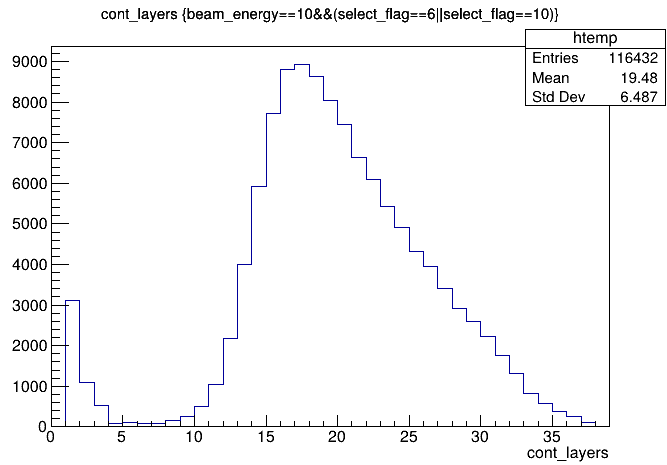 cont_layers {beam_energy==10&&(select_flag==6||select_flag==10)}
htemp
Entries 116432
Mean 19.48
Std Dev 6.487
9000
8000
7000
6000
5000
4000
3000
2000
1000
0
0 5 10 15 20 25 30 35
cont_layers